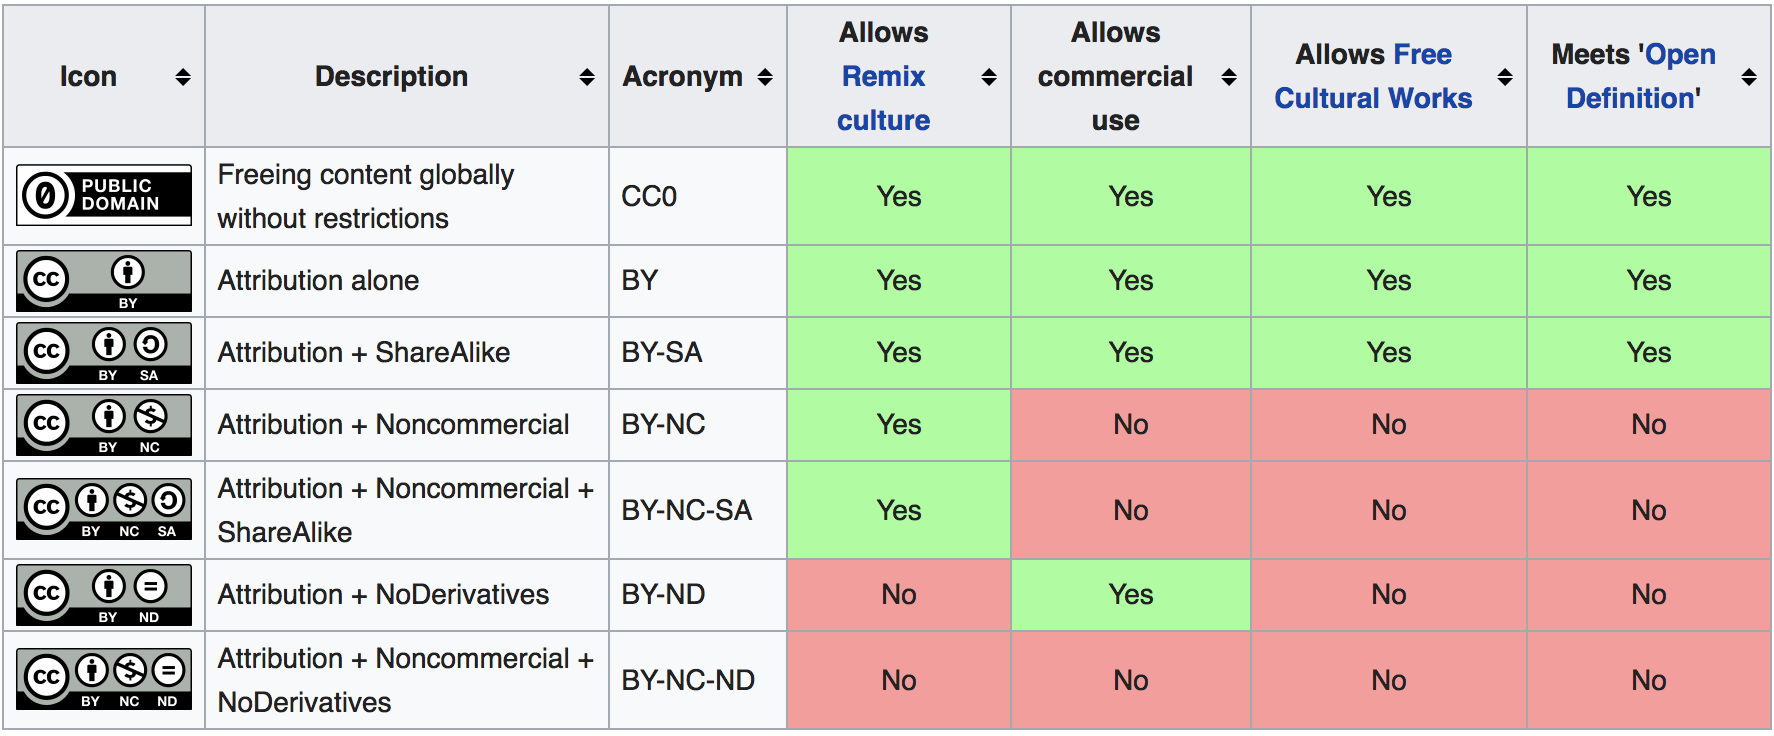 Icon
Description
Acronym
Allows
Remix
culture
Allows
commercial
use
Allows Free
Cultural Works
Meets 'Open
Definition'
0 PUBLIC
DOMAIN
Freeing content globally
without restrictions
CC0
Yes
Yes
Yes
Yes
cc
BY
Attribution alone
BY
Yes
Yes
Yes
Yes
cc
BY SA
Attribution + ShareAlike
BY-SA
Yes
Yes
Yes
Yes
cc $
BY NC
Attribution + Noncommercial
BY-NC
Yes
No
No
No
cc $
BY NC SA
Attribution + Noncommercial +
ShareAlike
BY-NC-SA
Yes
No
No
No
cc =
BY ND
Attribution + NoDerivatives
BY-ND
No
Yes
No
No
cc $ =
BY NC ND
Attribution + Noncommercial +
NoDerivatives
BY-NC-ND
No
No
No
No